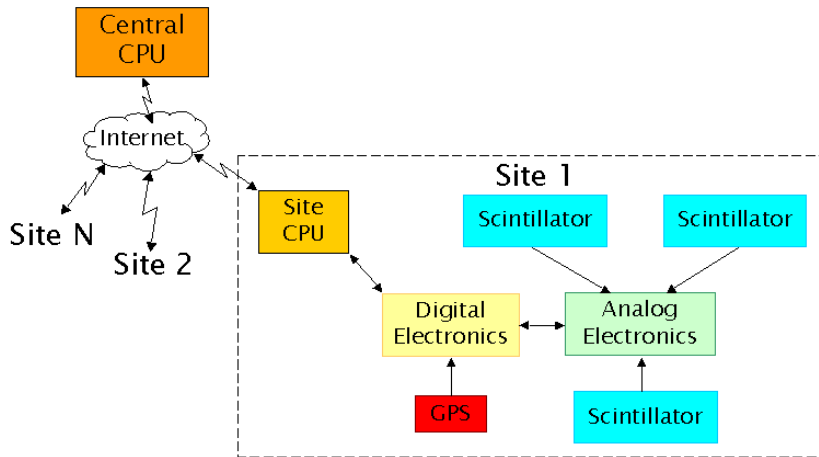 Central
CPU
Internet
Site N
Site 2
Site 1
Site
CPU
Scintillator
Scintillator
Digital
Electronics
Analog
Electronics
GPS
Scintillator